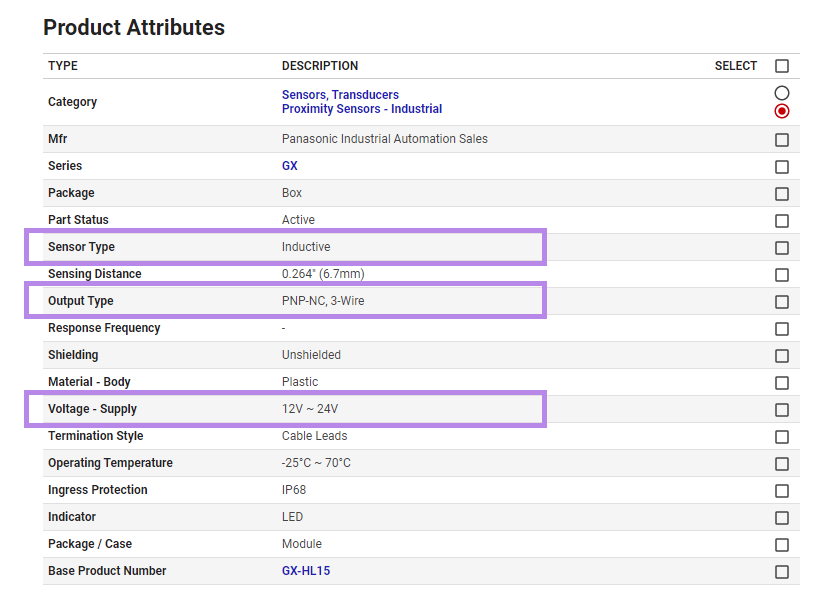 Product Attributes
TYPE DESCRIPTION SELECT
Category Sensors, Transducers
Proximity Sensors - Industrial
Mfr Panasonic Industrial Automation Sales
Series GX
Package Box
Part Status Active
Sensor Type Inductive
Sensing Distance 0.264" (6.7mm)
Output Type PNP-NC, 3-Wire
Response Frequency -
Shielding Unshielded
Material - Body Plastic
Voltage - Supply 12V ~ 24V
Termination Style Cable Leads
Operating Temperature -25°C ~ 70°C
Ingress Protection IP68
Indicator LED
Package / Case Module
Base Product Number GX-HL15